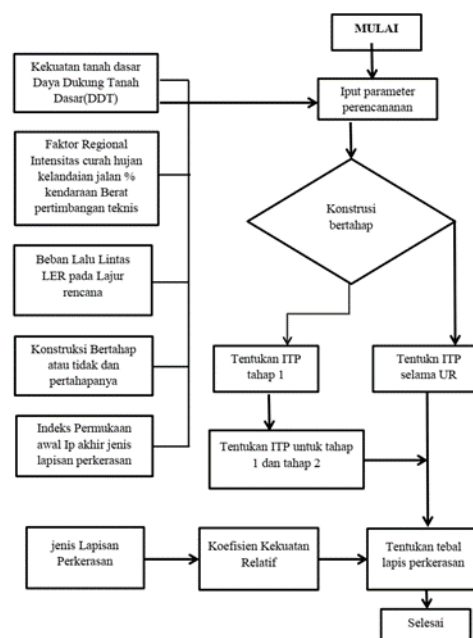 MULAI
Kekuatan tanah dasar
Daya Dukung Tanah
Dasar(DDT)
Iput parameter
perencananan
Faktor Regional
Intensitas curah hujan
kelandaian jalan %
kendaraan Berat
pertimbangan teknis
Konstrusi
bertahap
Beban Lalu Lintas
LER pada Lajur
rencana
Konstruksi Bertahap
atau tidak dan
pertahapanya
Tentukan ITP
tahap 1
Tentukn ITP
selama UR
Indeks Permukaan
awal Ip akhir jenis
lapisan perkerasan
Tentukan ITP untuk tahap
1 dan tahap 2
jenis Lapisan
Perkerasan
Koefisien Kekuatan
Relatif
Tentukan tebal
lapis perkerasan
Selesai